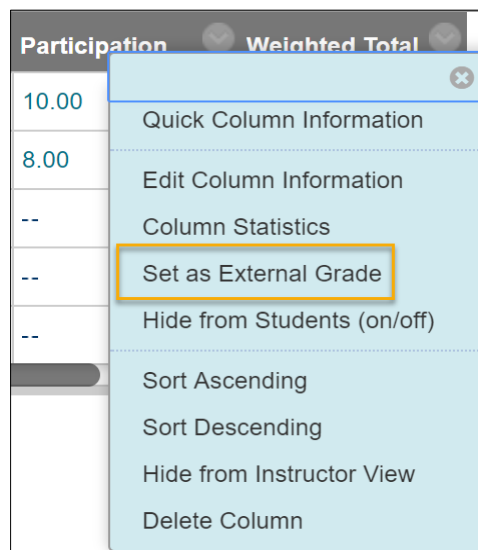 Participation Weighted Total
10.00
Quick Column Information
8.00
Edit Column Information
--
Column Statistics
--
Set as External Grade
--
Hide from Students (on/off)
Sort Ascending
Sort Descending
Hide from Instructor View
Delete Column